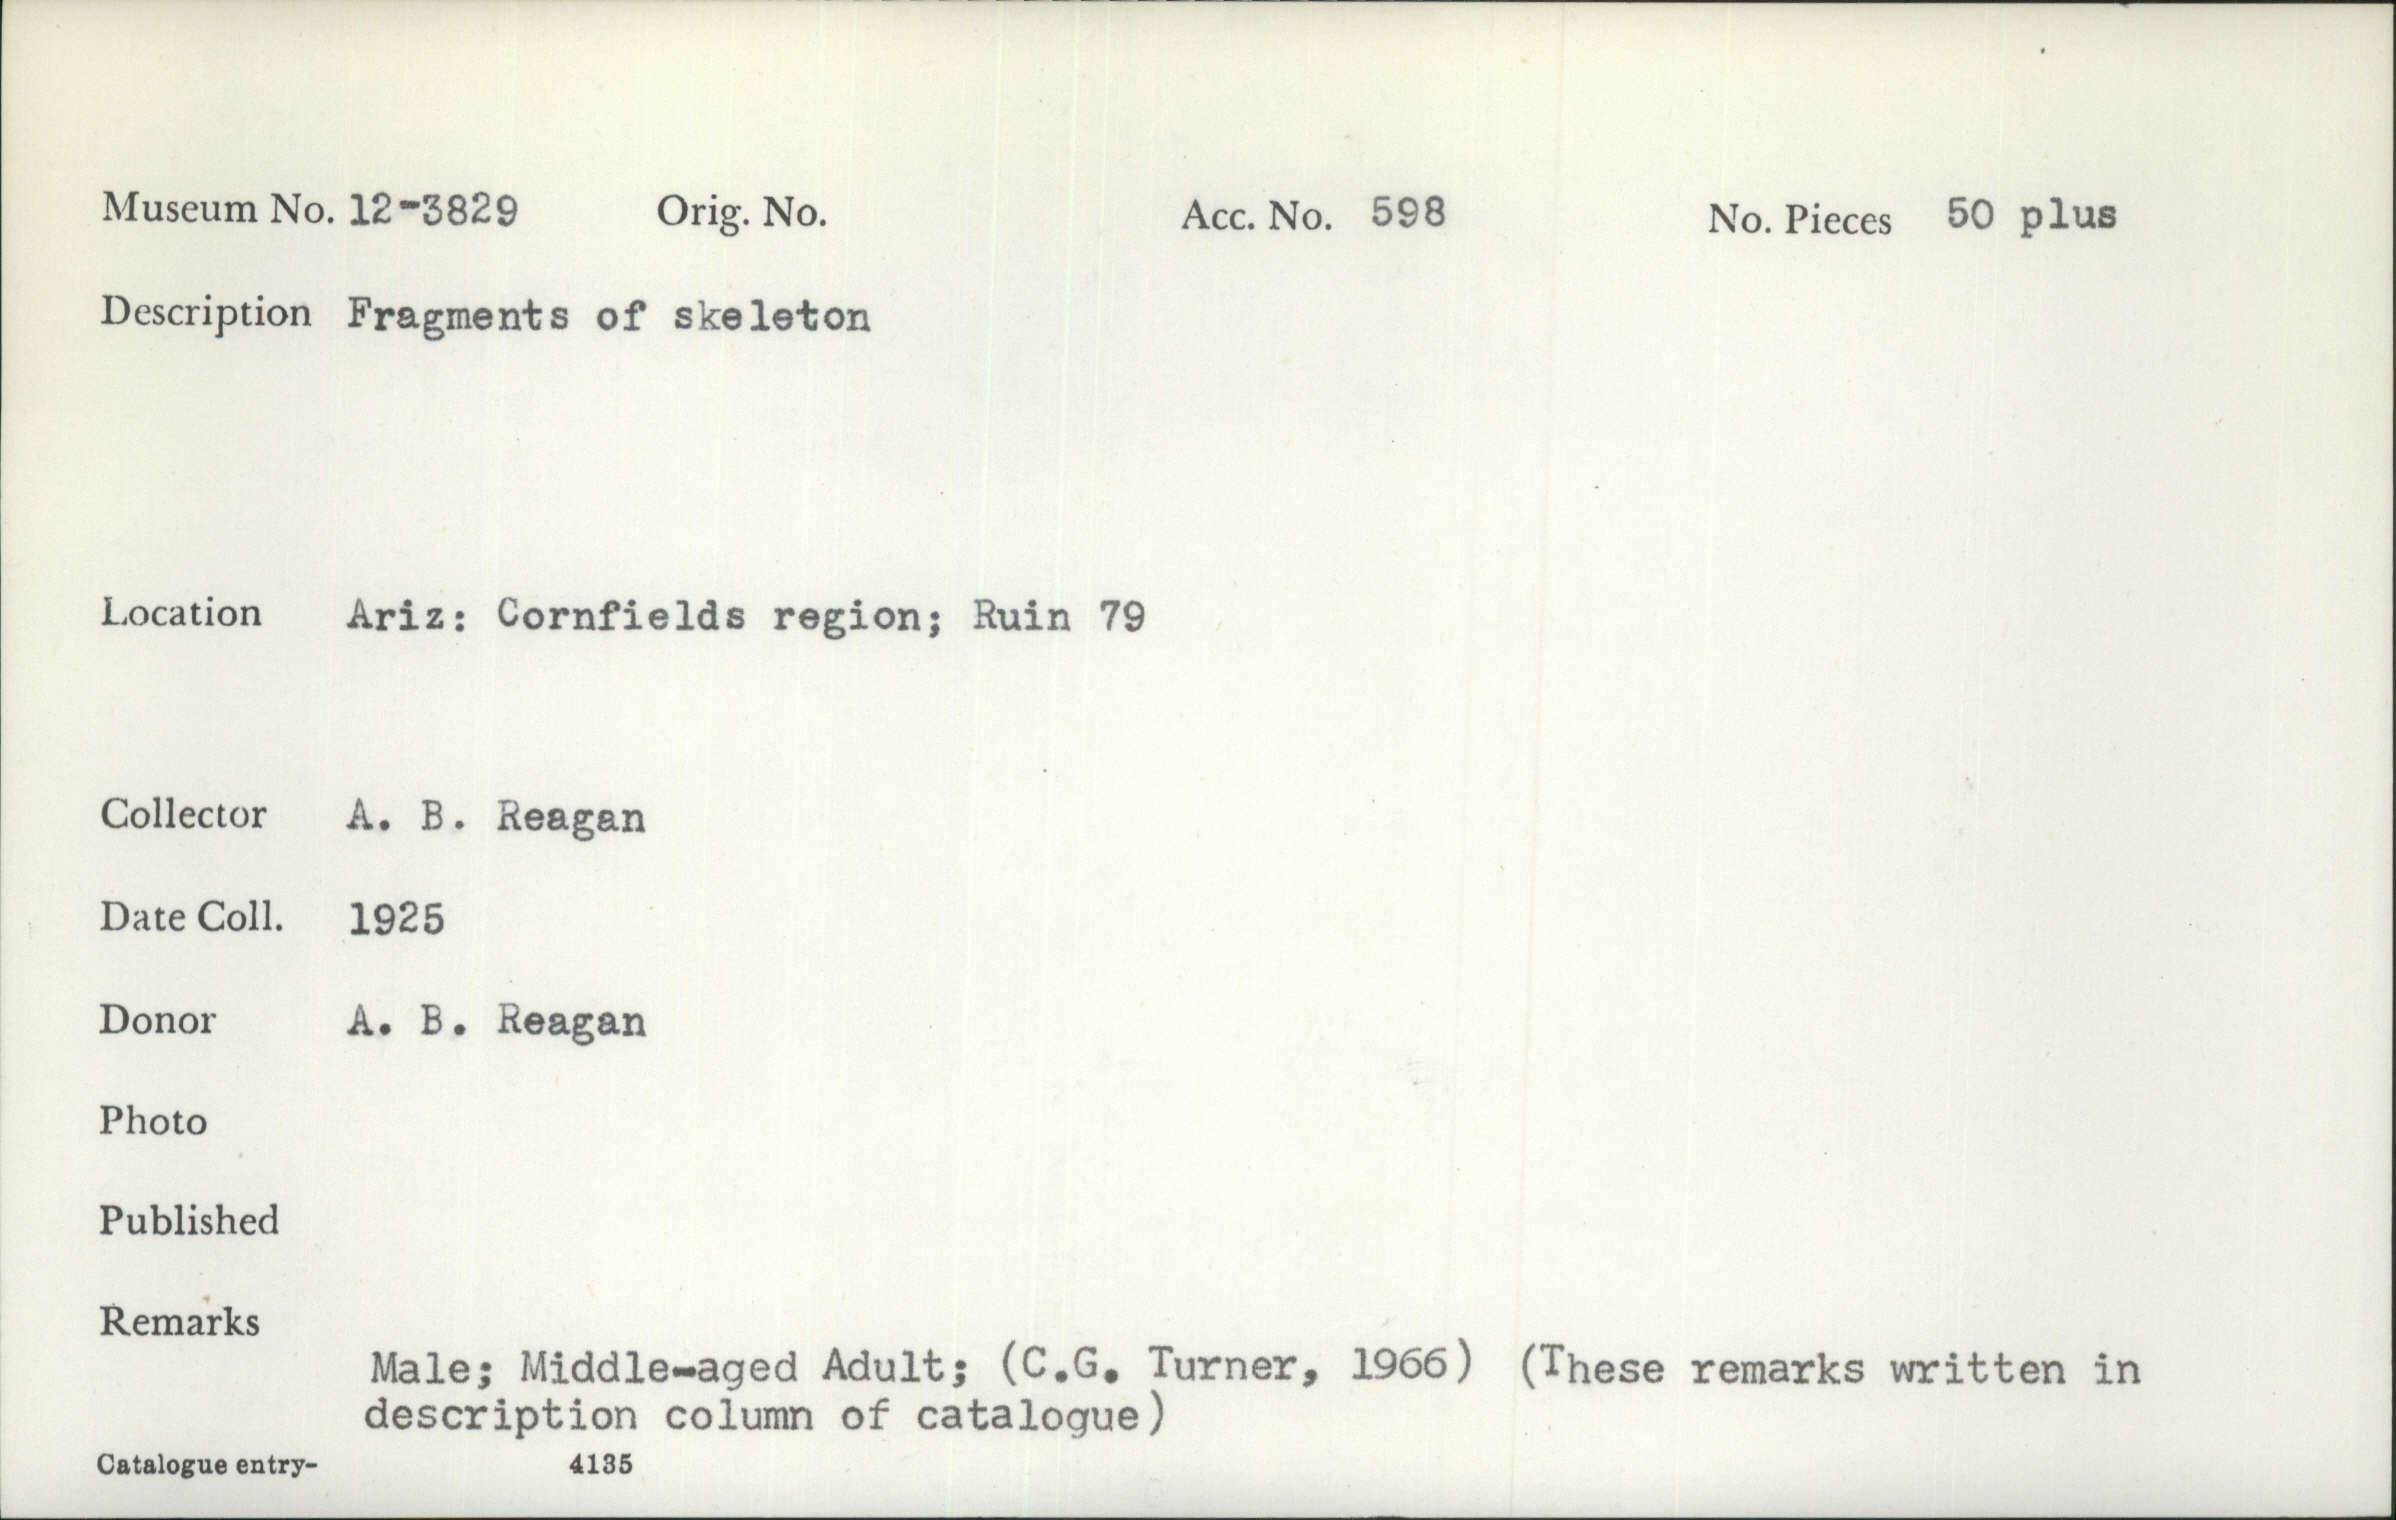 Museum No. 12-3829 Orig. No. Acc. No. 598 No. Pieces 50 plus
Description Fragments of skeleton
Location Ariz: Cornfields region; Ruin 79
Collector A. B. Reagan
Date Coll. 1925
Donor A. B. Reagan
Photo
Published
Remarks
Male; Middle-aged Adult; (C.G. Turner, 1966) (These remarks written in
description column of catalogue)
Catalogue entry- 4135